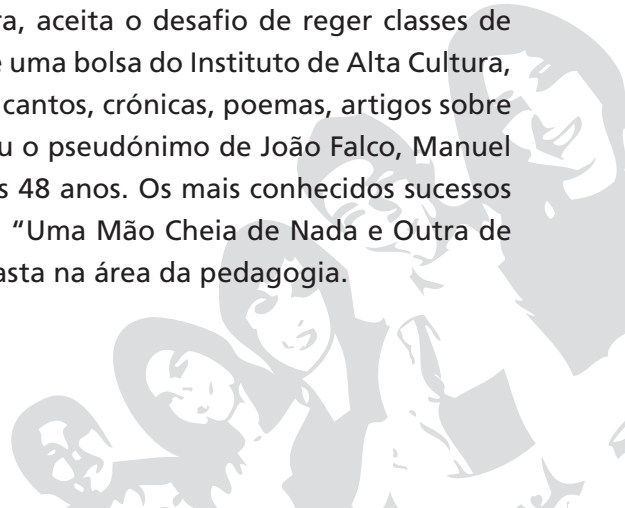 ra, aceita o desafio de reger classes de
uma bolsa do Instituto de Alta Cultura,
cantos, crónicas, poemas, artigos sobre
u o pseudónimo de João Falco, Manuel
s 48 anos. Os mais conhecidos sucessos
“Uma Mão Cheia de Nada e Outra de
asta na área da pedagogia.